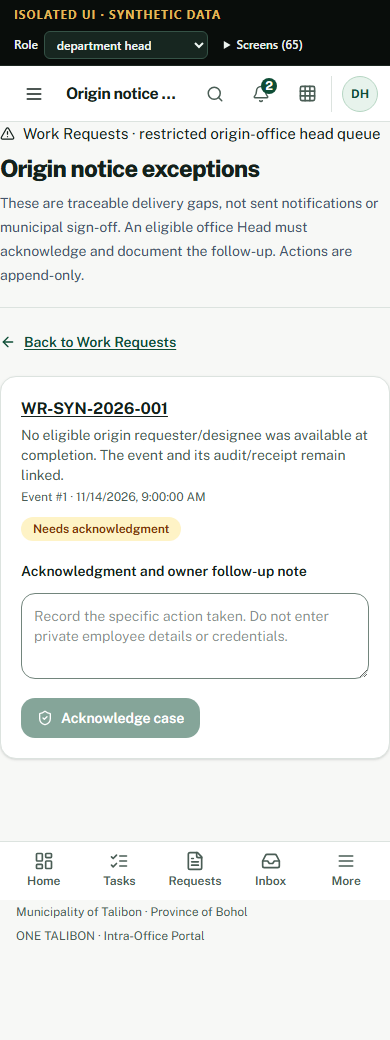 ISOLATED UI · SYNTHETIC DATA
Role department head Screens (65)
Origin notice ... 2 DH
Work Requests · restricted origin-office head queue
Origin notice exceptions
These are traceable delivery gaps, not sent notifications or
municipal sign-off. An eligible office Head must
acknowledge and document the follow-up. Actions are
append-only.
Back to Work Requests
WR-SYN-2026-001
No eligible origin requester/designee was available at
completion. The event and its audit/receipt remain
linked.
Event #1 · 11/14/2026, 9:00:00 AM
Needs acknowledgment
Acknowledgment and owner follow-up note
Record the specific action taken. Do not enter
private employee details or credentials.
Acknowledge case
Home Tasks Requests Inbox More
Municipality of Talibon · Province of Bohol
ONE TALIBON · Intra-Office Portal